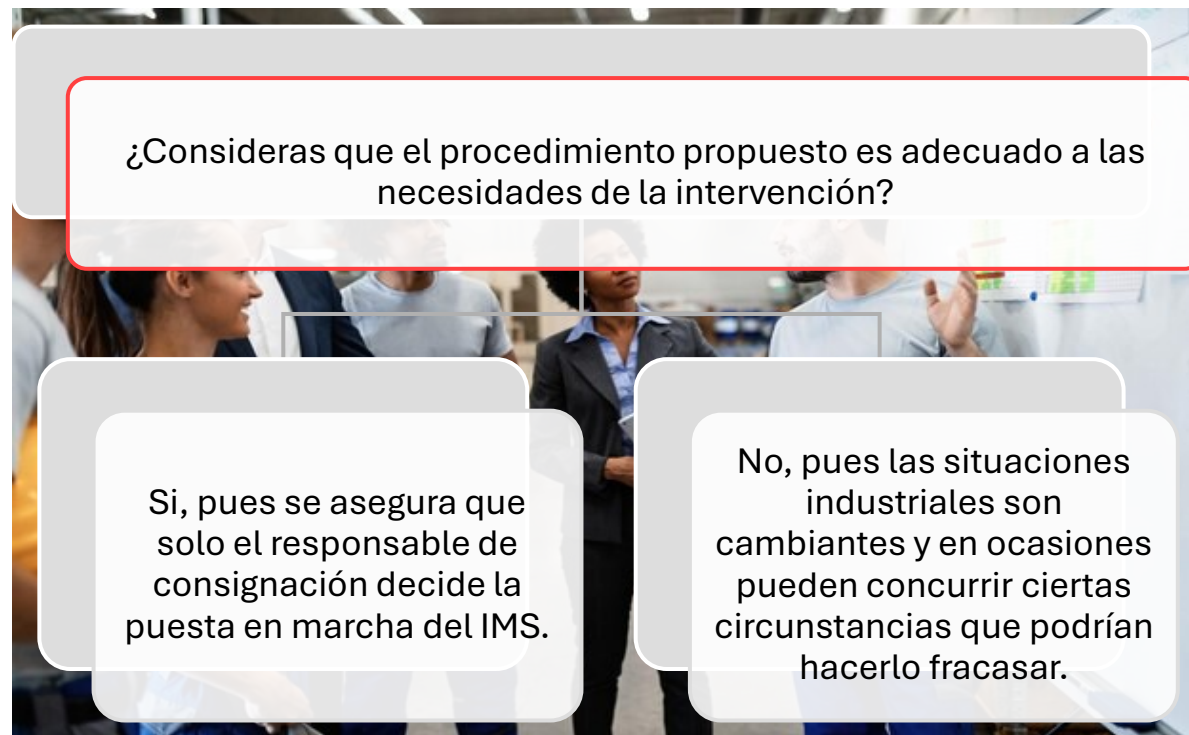 ¿Consideras que el procedimiento propuesto es adecuado a las
necesidades de la intervención?
Si, pues se asegura que
solo el responsable de
consignación decide la
puesta en marcha del IMS.
No, pues las situaciones
industriales son
cambiantes y en ocasiones
pueden concurrir ciertas
circunstancias que podrían
hacerlo fracasar.